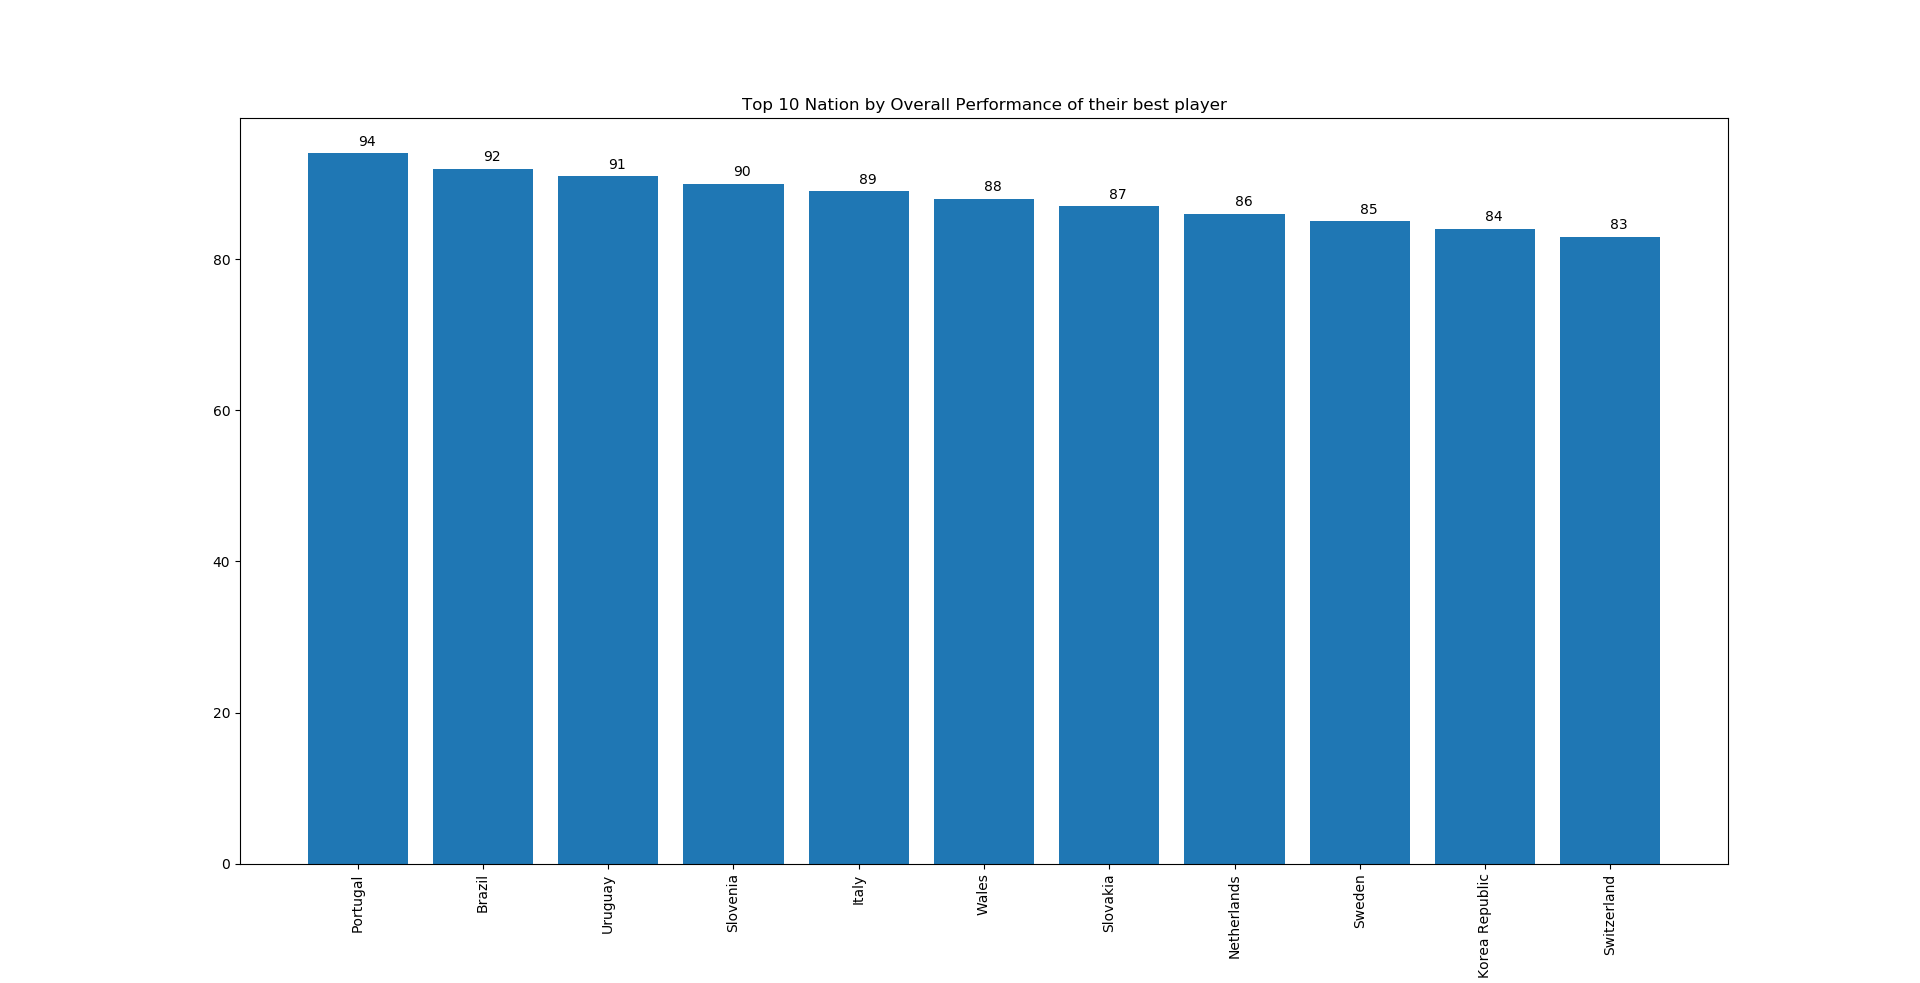 Top 10 Nation by Overall Performance of their best player
94
92
91
90
89
88
87
86
85
84
83
80
60
40
20
0
Portugal
Brazil
Uruguay
Slovenia
Italy
Wales
Slovakia
Netherlands
Sweden
Korea Republic
Switzerland